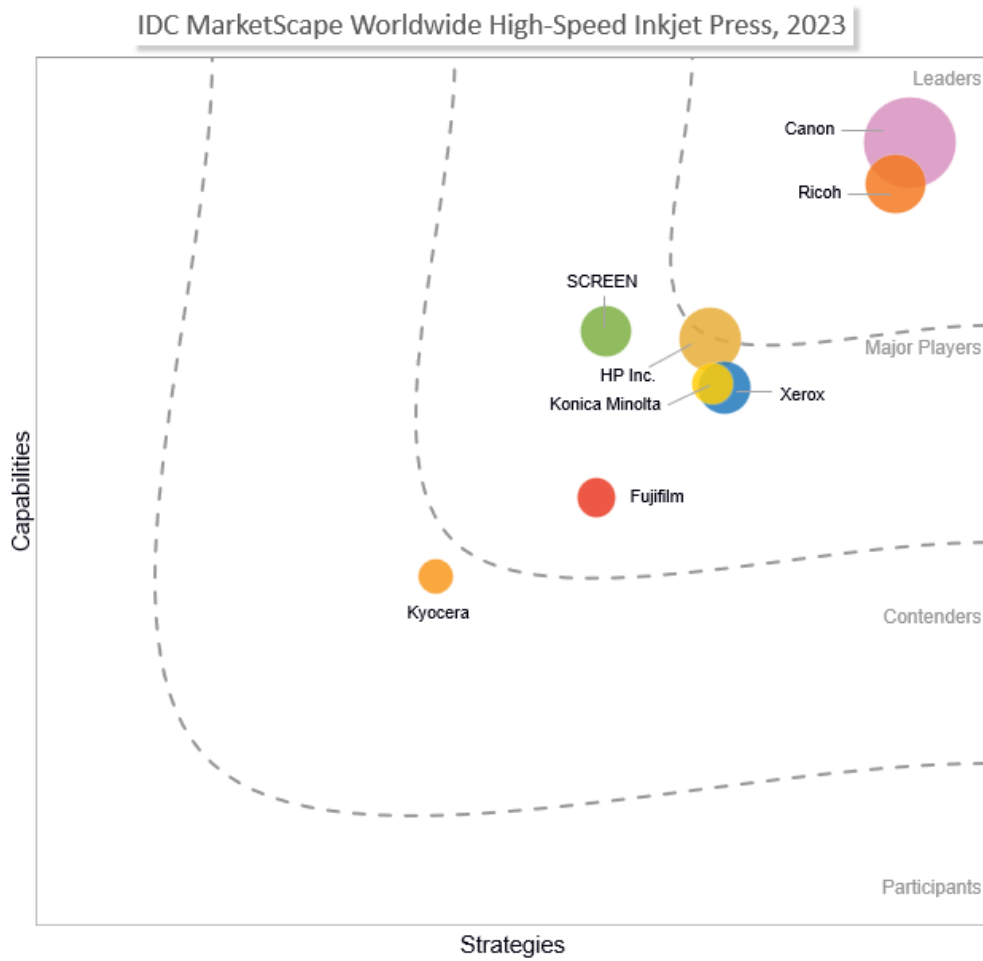 IDC MarketScape Worldwide High-Speed Inkjet Press, 2023
Leaders
Canon
Ricoh
SCREEN
Major Players
HP Inc.
Xerox
Konica Minolta
Capabilities
Fujifilm
Kyocera
Contenders
Participants
Strategies